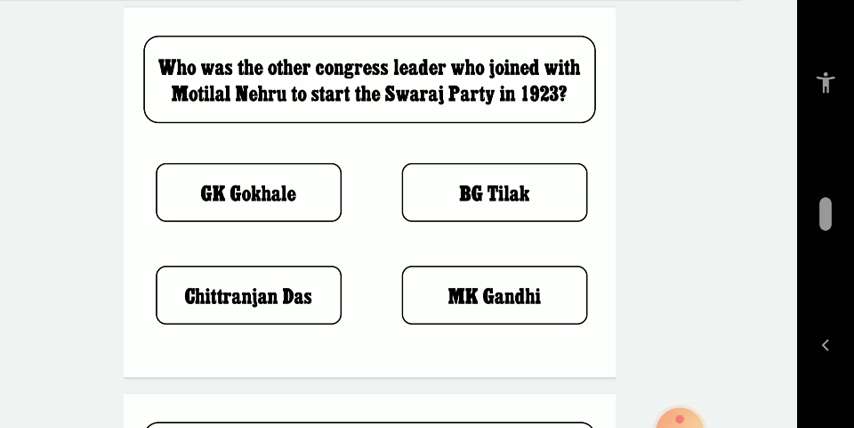 Who was the other congress leader who joined with
Motilal Nehru to start the Swaraj Party in 1923?
GK Gokhale
BG Tilak
Chittranjan Das
MK Gandhi